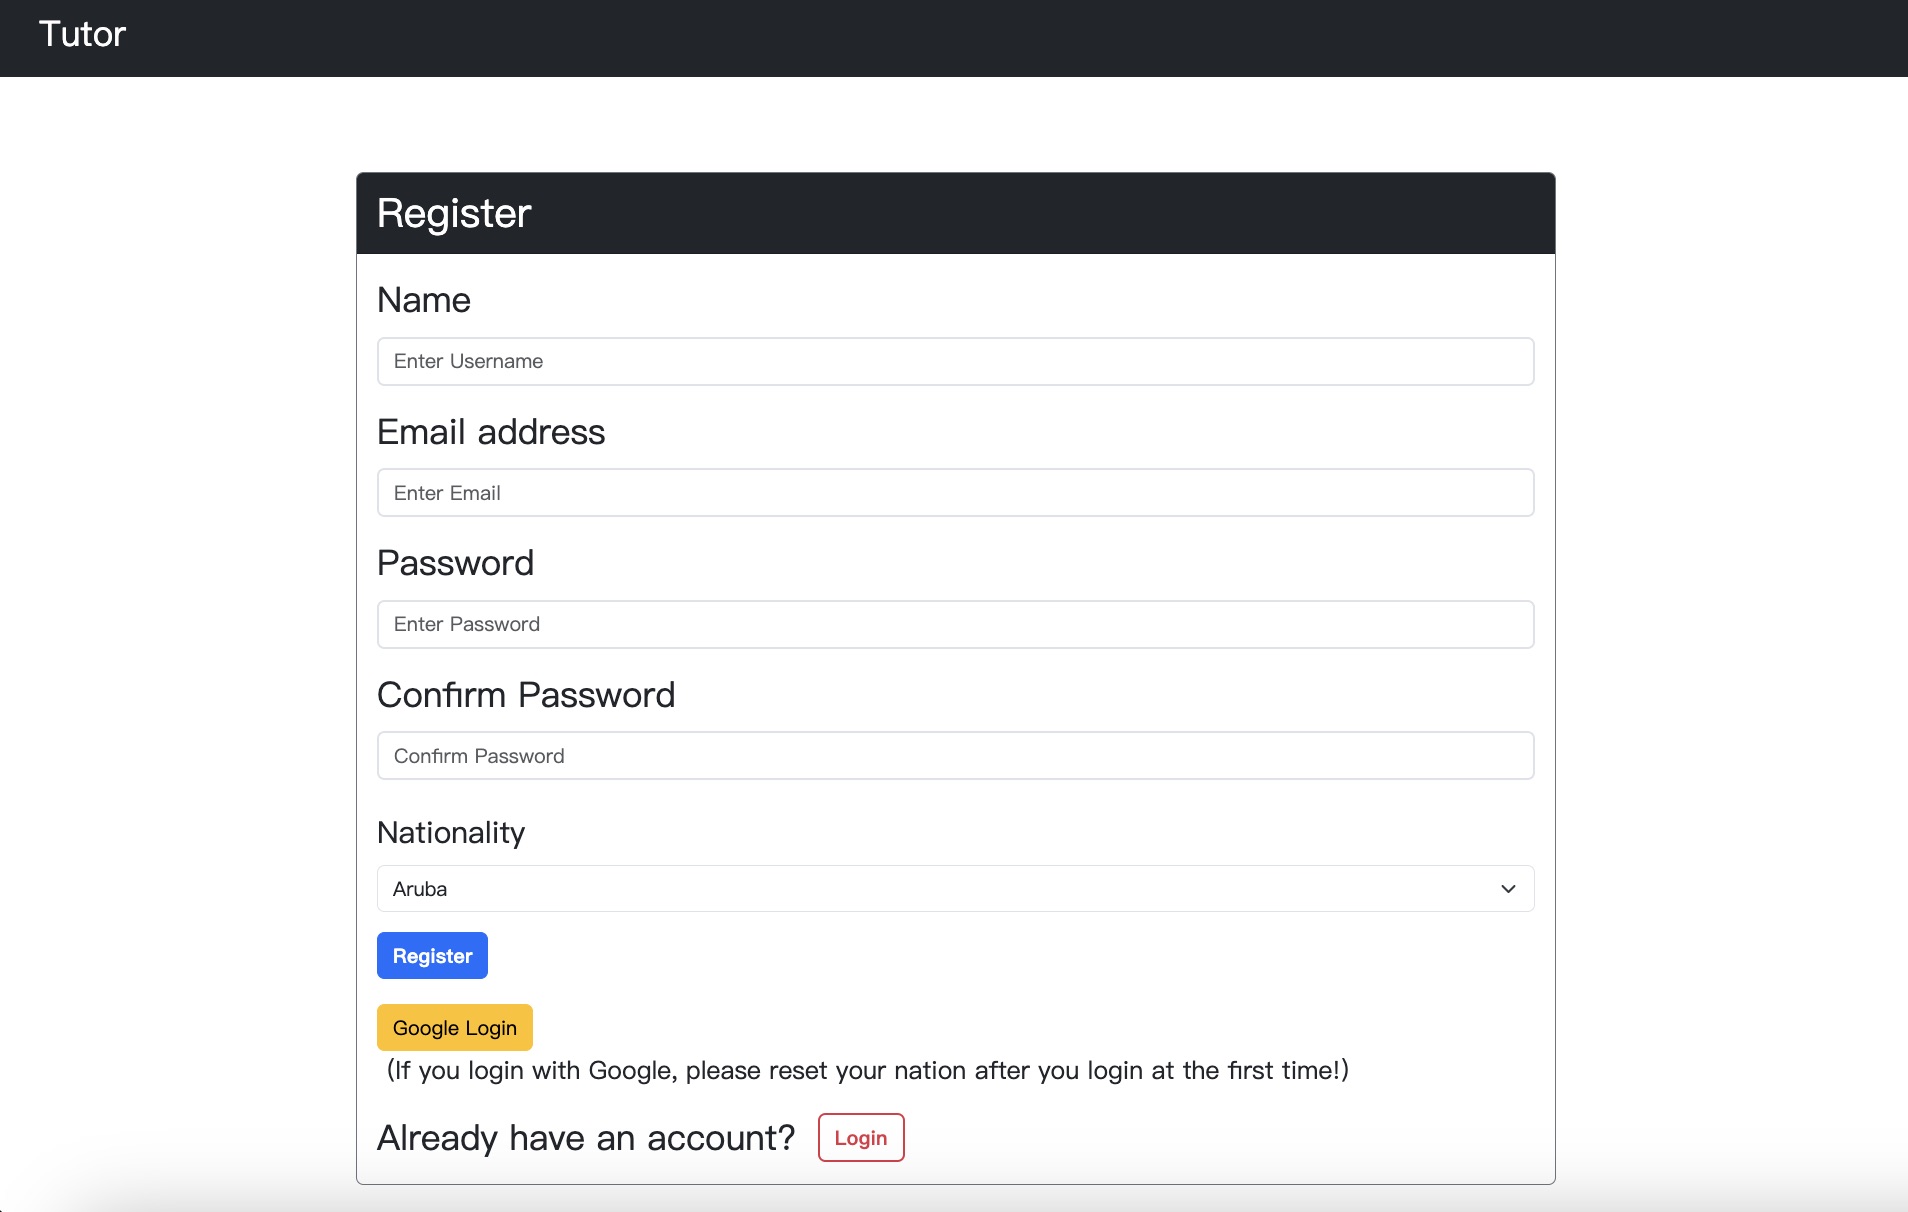 Tutor
Register
Name
Enter Username
Email address
Enter Email
Password
Enter Password
Confirm Password
Confirm Password
Nationality
Aruba
Register
Google Login
(If you login with Google, please reset your nation after you login at the first time!)
Already have an account? Login